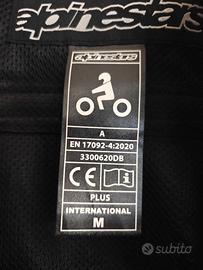 alpinestars
alpinestars
A
EN 17092-4:2020
3300620DB
CE
i
PLUS
INTERNATIONAL
M
subito